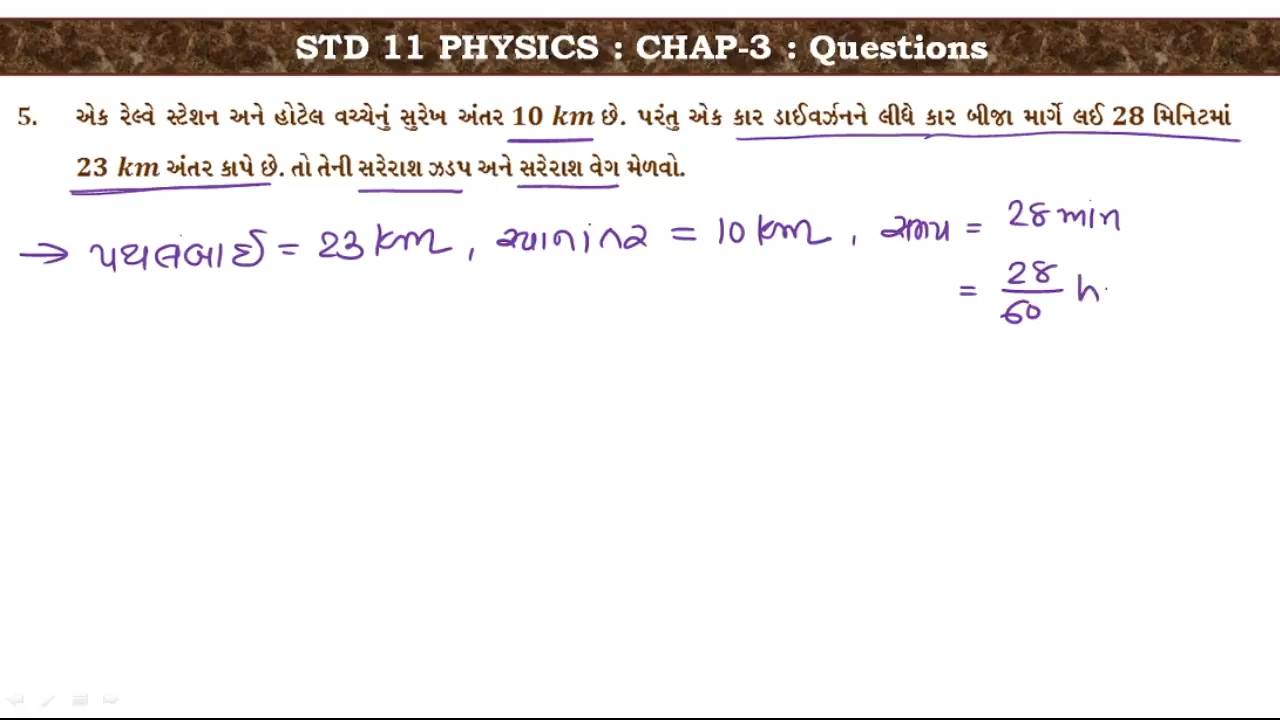 STD 11 PHYSICS : CHAP-3 : Questions
5. એક રેલ્વે સ્ટેશન અને હોટેલ વચ્ચેનું સુરેખ અંતર 10 km છે. પરંતુ એક કાર ડાઈવર્ઝનને લીધે કાર બીજા માર્ગે લઈ 28 મિનિટમાં
23 km અંતર કાપે છે. તો તેની સરેરાશ ઝડપ અને સરેરાશ વેગ મેળવો.
→ પથલંબાઈ = 23 km, સ્થાનાંતર = 10 km, સમય = 28 min
= 28/60 h